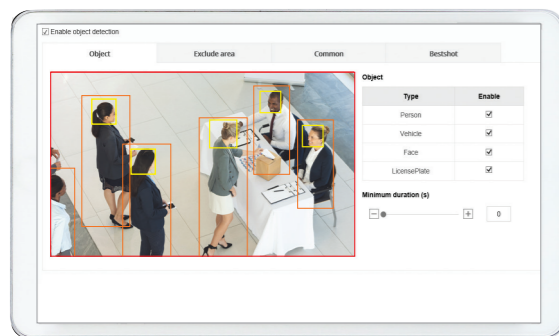 Enable object detection
Object Exclude area Common Bestshot
Object
Type Enable
Person
Vehicle
Face
LicensePlate
Minimum duration (s)
0